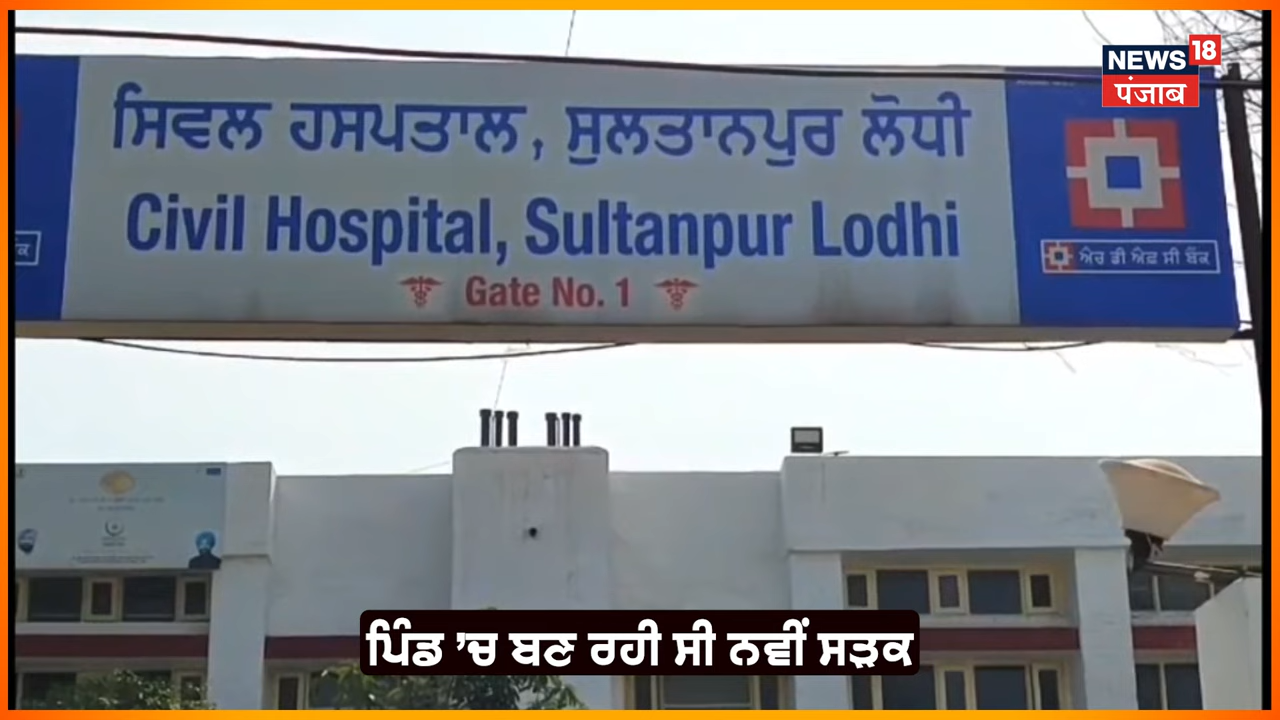 NEWS 18
ਪੰਜਾਬ
ਸਿਵਲ ਹਸਪਤਾਲ, ਸੁਲਤਾਨਪੁਰ ਲੋਧੀ
Civil Hospital, Sultanpur Lodhi
Gate No. 1
ਐਚ ਡੀ ਐਫ ਸੀ ਬੈਂਕ
ਪਿੰਡ ’ਚ ਬਣ ਰਹੀ ਸੀ ਨਵੀਂ ਸੜਕ